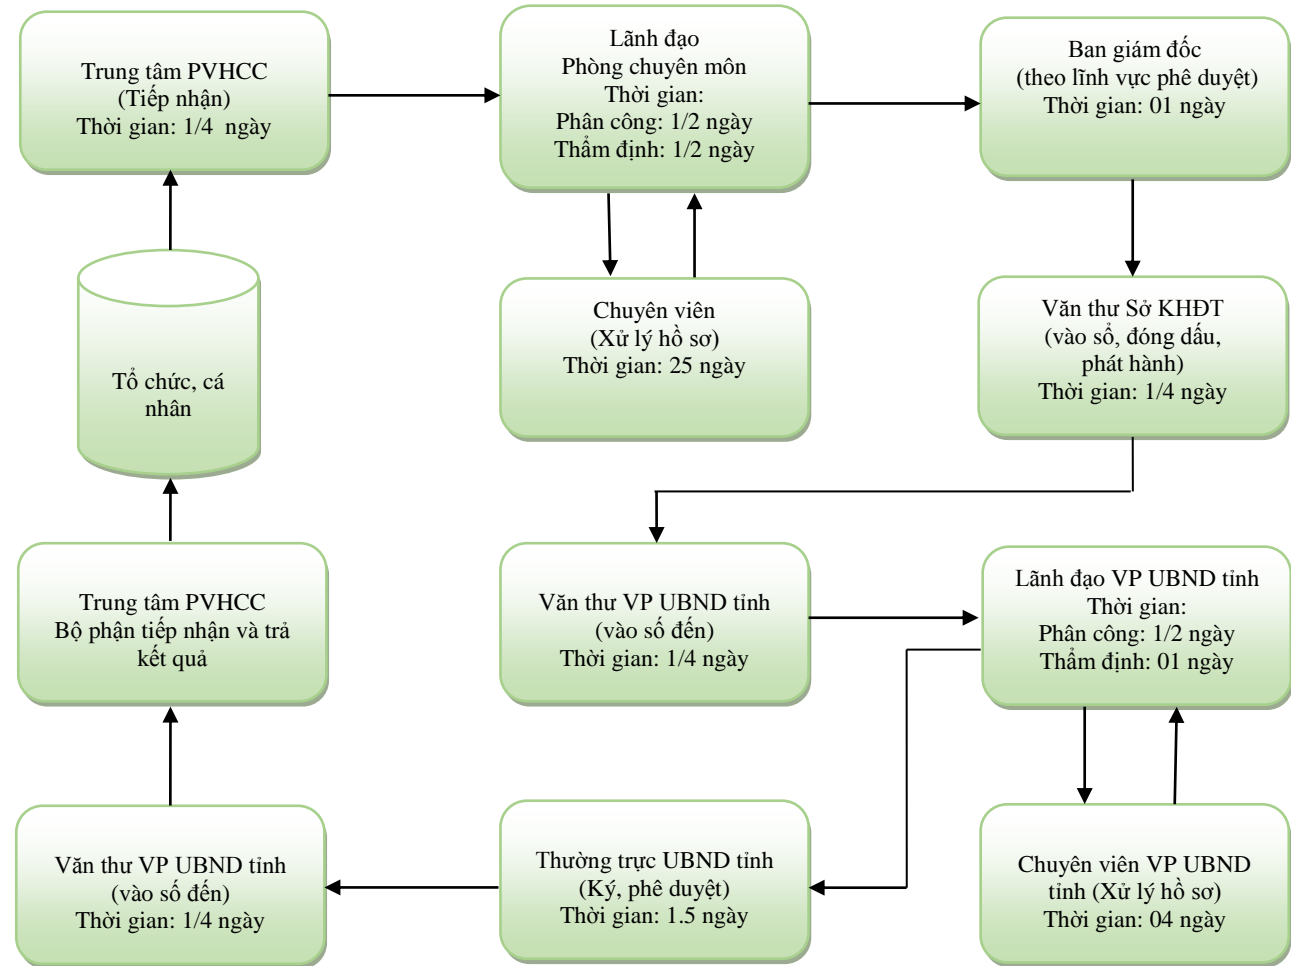 Trung tâm PVHCC
(Tiếp nhận)
Thời gian: 1/4  ngày
Lãnh đạo
Phòng chuyên môn
Thời gian:
Phân công: 1/2 ngày
Thẩm định: 1/2 ngày
Ban giám đốc
(theo lĩnh vực phê duyệt)
Thời gian: 01 ngày
Tổ chức, cá
nhân
Chuyên viên
(Xử lý hồ sơ)
Thời gian: 25 ngày
Văn thư Sở KHĐT
(vào sổ, đóng dấu,
phát hành)
Thời gian: 1/4 ngày
Trung tâm PVHCC
Bộ phận tiếp nhận và trả
kết quả
Văn thư VP UBND tỉnh
(vào số đến)
Thời gian: 1/4 ngày
Lãnh đạo VP UBND tỉnh
Thời gian:
Phân công: 1/2 ngày
Thẩm định: 01 ngày
Văn thư VP UBND tỉnh
(vào số đến)
Thời gian: 1/4 ngày
Thường trực UBND tỉnh
(Ký, phê duyệt)
Thời gian: 1.5 ngày
Chuyên viên VP UBND
tỉnh (Xử lý hồ sơ)
Thời gian: 04 ngày